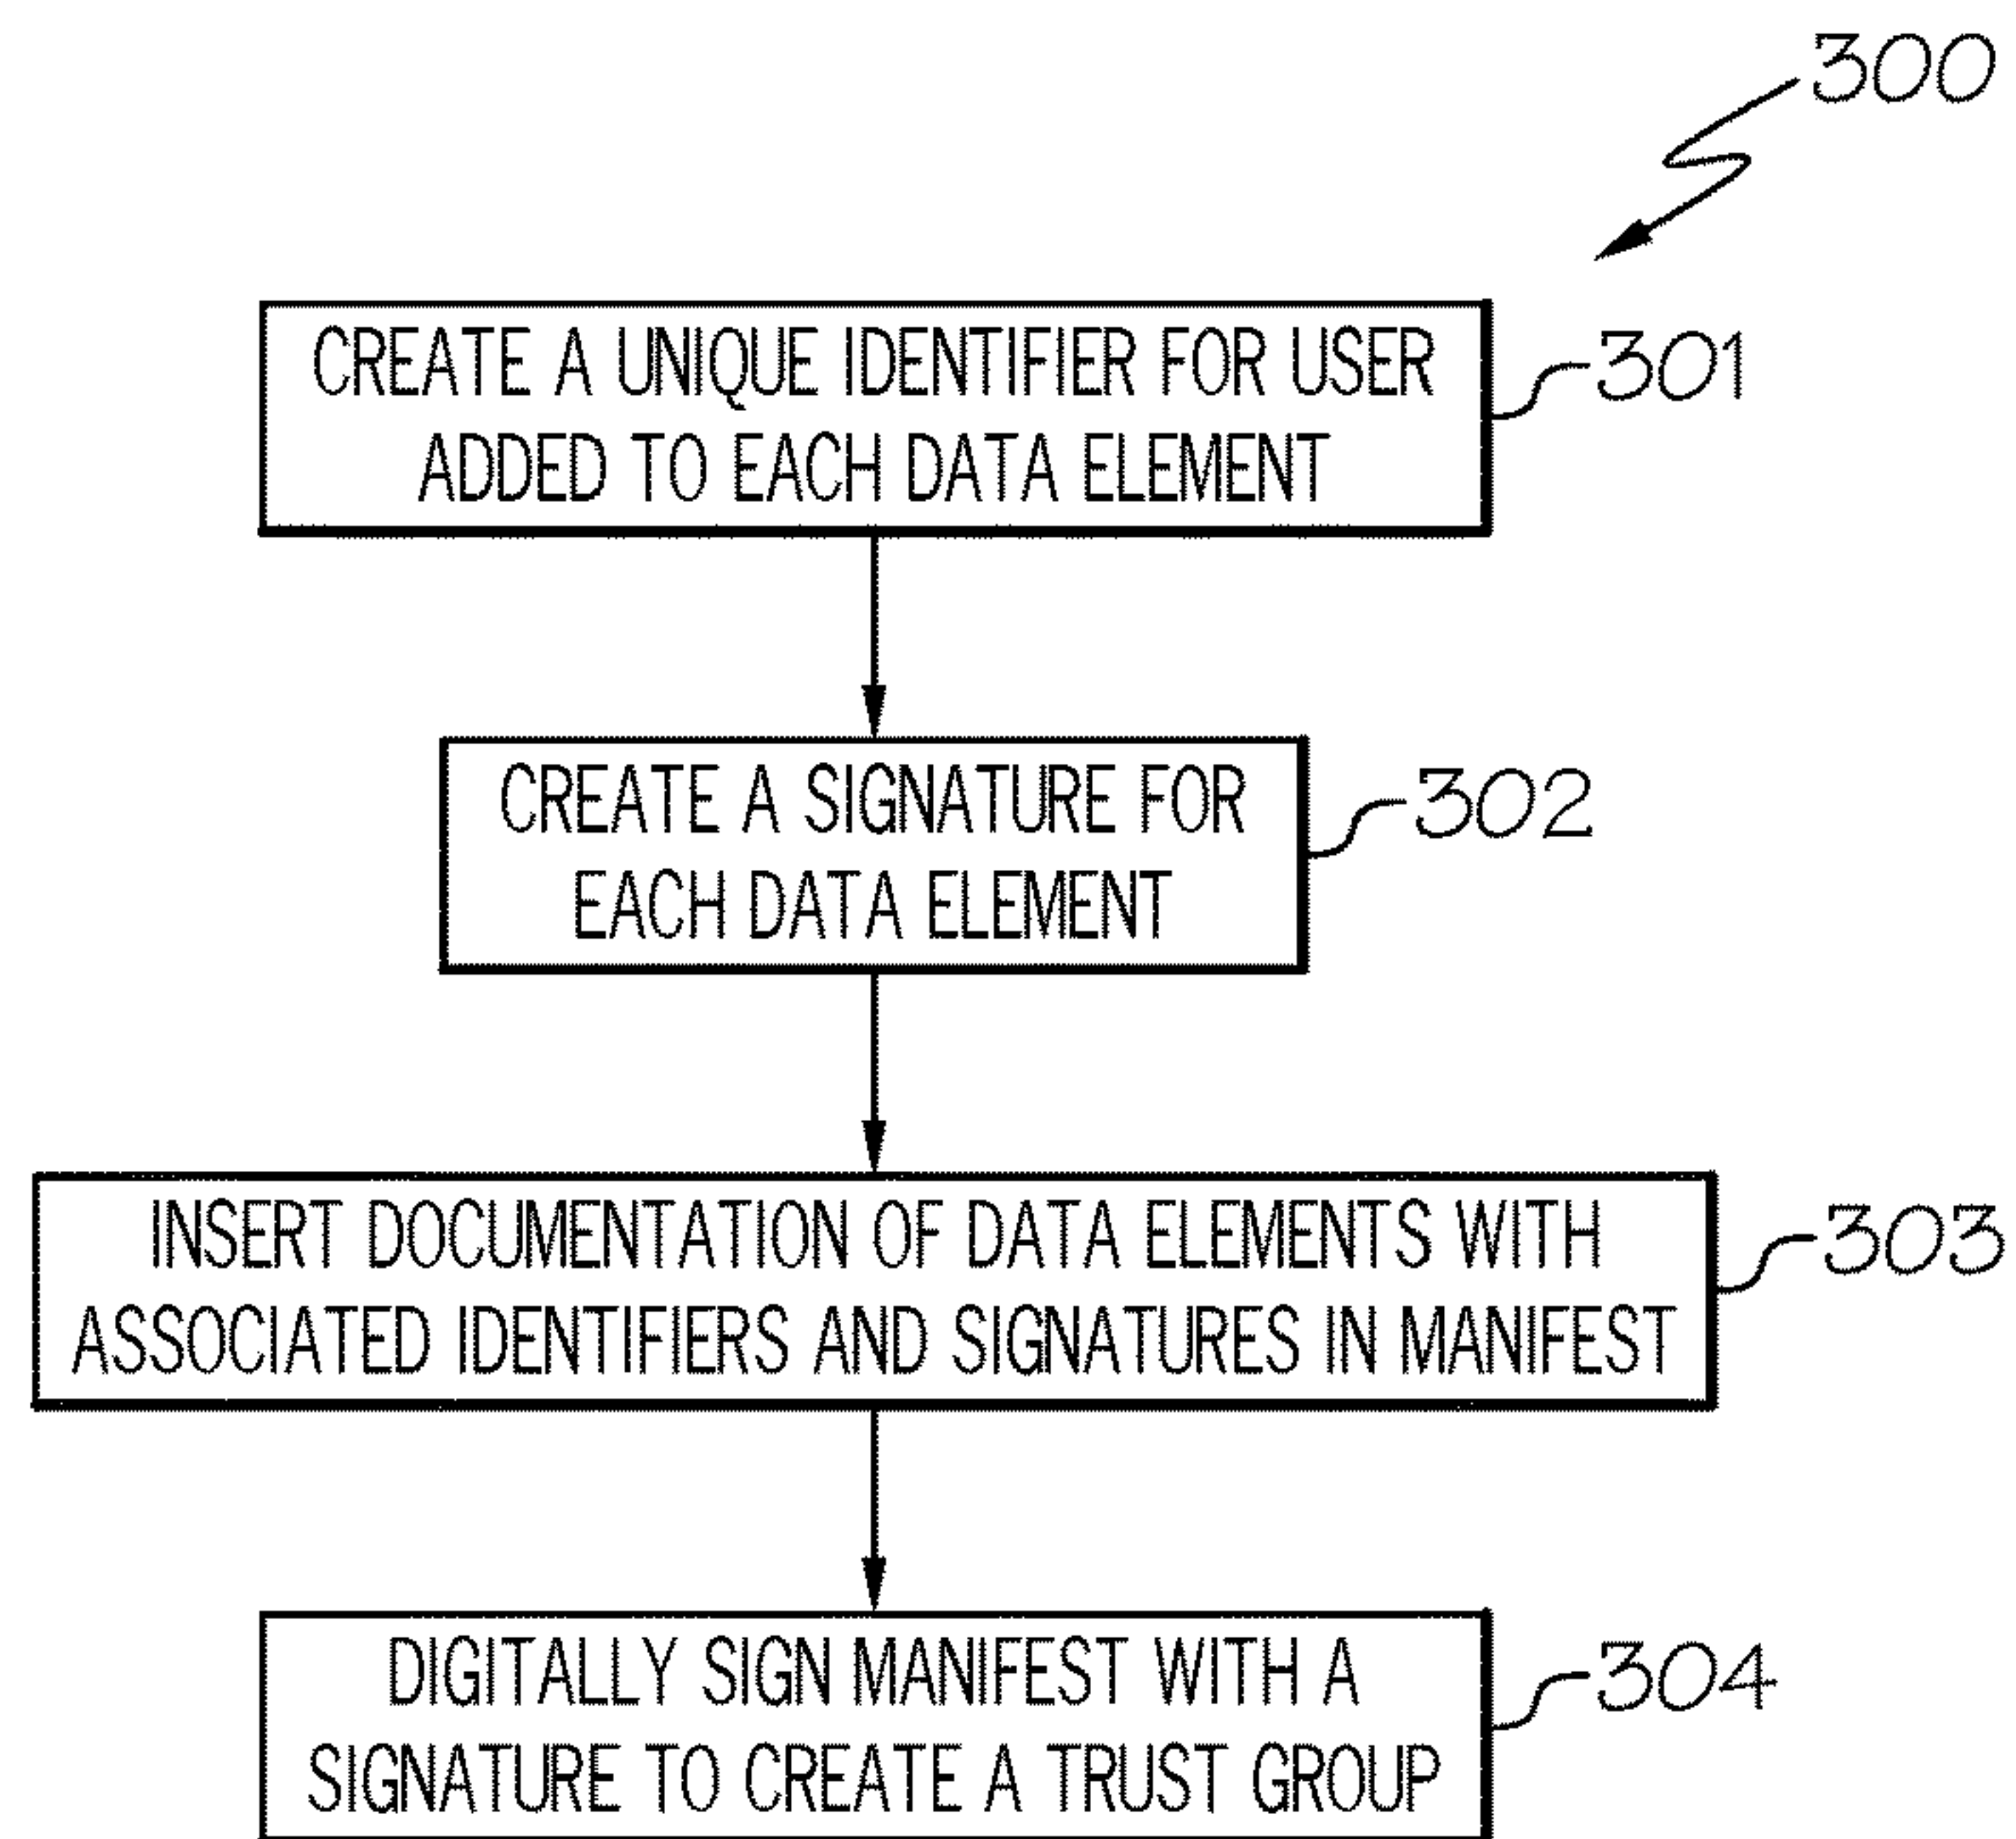 300
CREATE A UNIQUE IDENTIFIER FOR USER
ADDED TO EACH DATA ELEMENT
301
CREATE A SIGNATURE FOR
EACH DATA ELEMENT
302
INSERT DOCUMENTATION OF DATA ELEMENTS WITH
ASSOCIATED IDENTIFIERS AND SIGNATURES IN MANIFEST
303
DIGITALLY SIGN MANIFEST WITH A
SIGNATURE TO CREATE A TRUST GROUP
304